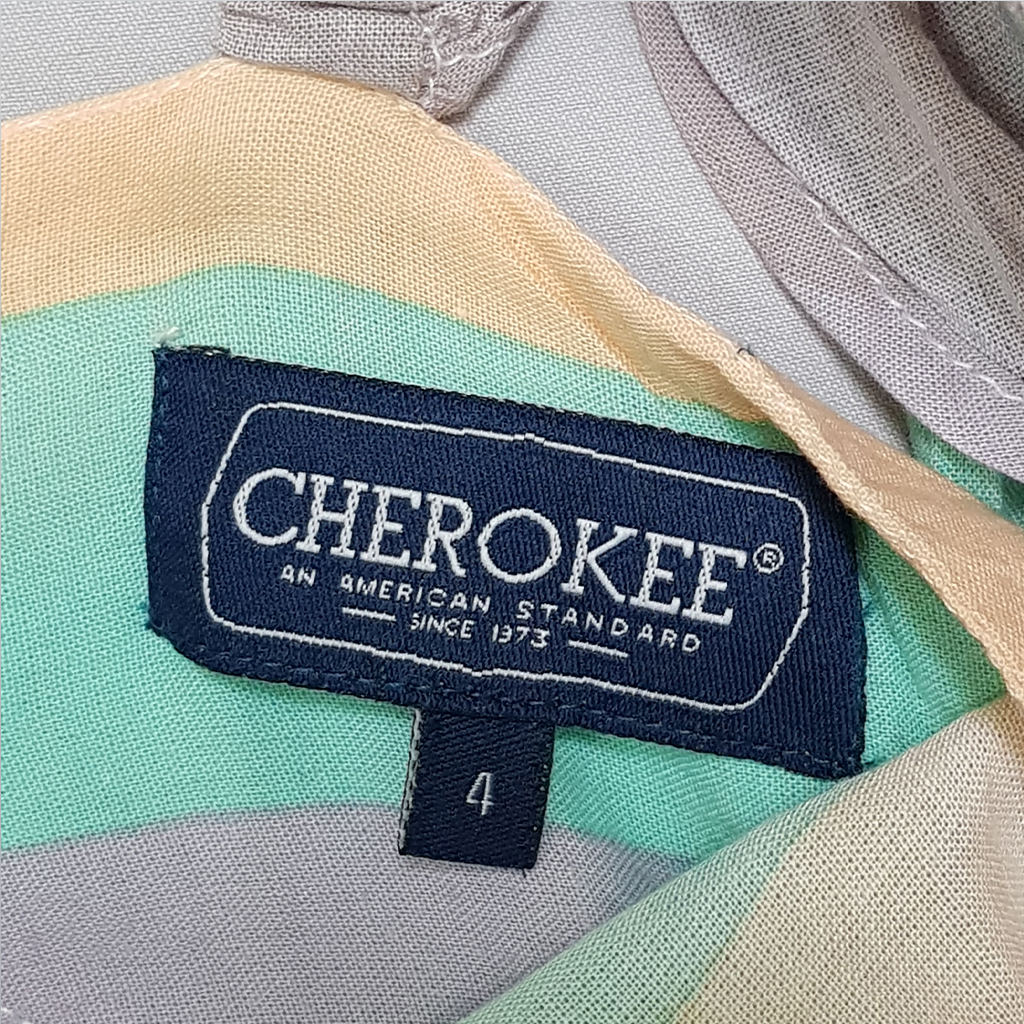 CHEROKEE®
AN AMERICAN STANDARD
SINCE 1973
4